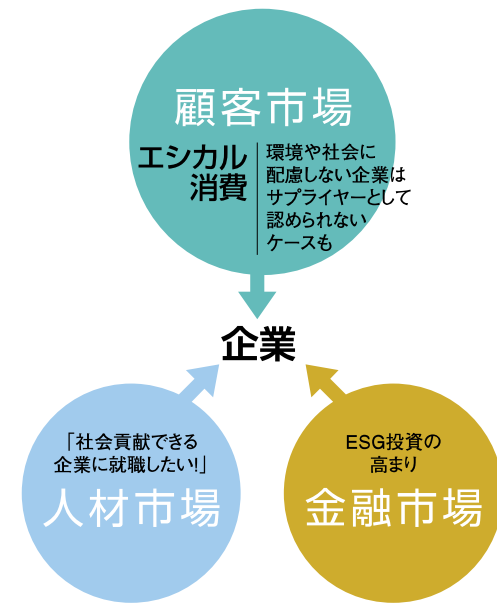 顧客市場
エシカル
消費
環境や社会に
配慮しない企業は
サプライヤーとして
認められない
ケースも
企業
「社会貢献できる
企業に就職したい!」
人材市場
ESG投資の
高まり
金融市場